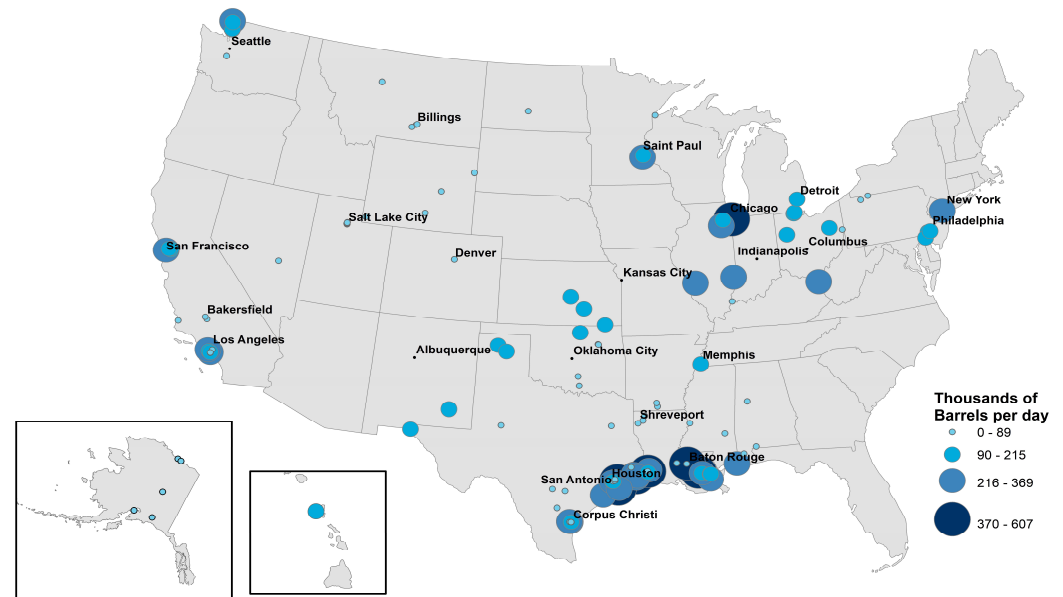 Seattle
Billings
Saint Paul
Detroit
New York
Chicago
Salt Lake City
Philadelphia
Columbus
San Francisco
Indianapolis
Denver
Kansas City
Bakersfield
Los Angeles
Albuquerque
Oklahoma City
Memphis
Thousands of
Barrels per day
0 - 89
90 - 215
216 - 369
370 - 607
Shreveport
Baton Rouge
Houston
San Antonio
Corpus Christi